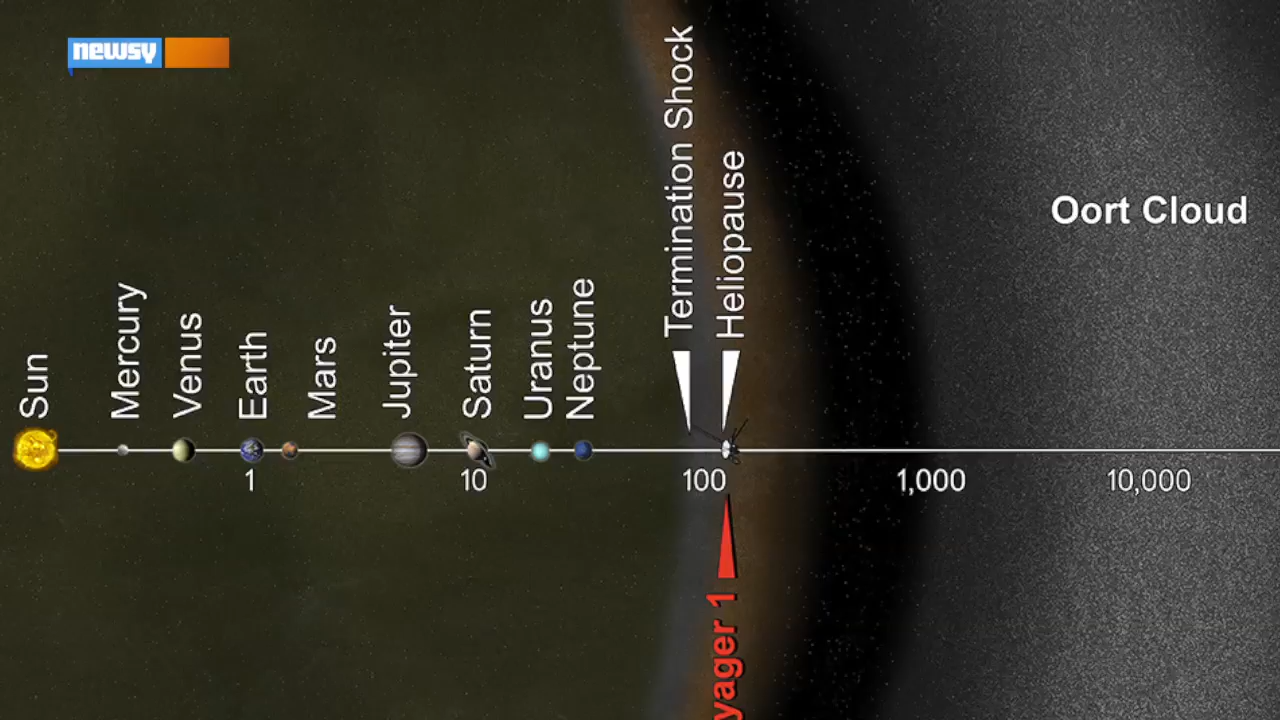 newsy
Sun
Mercury
Venus
Earth
Mars
Jupiter
Saturn
Uranus
Neptune
Termination Shock
Heliopause
Oort Cloud
1
10
100
1,000
10,000
yager 1